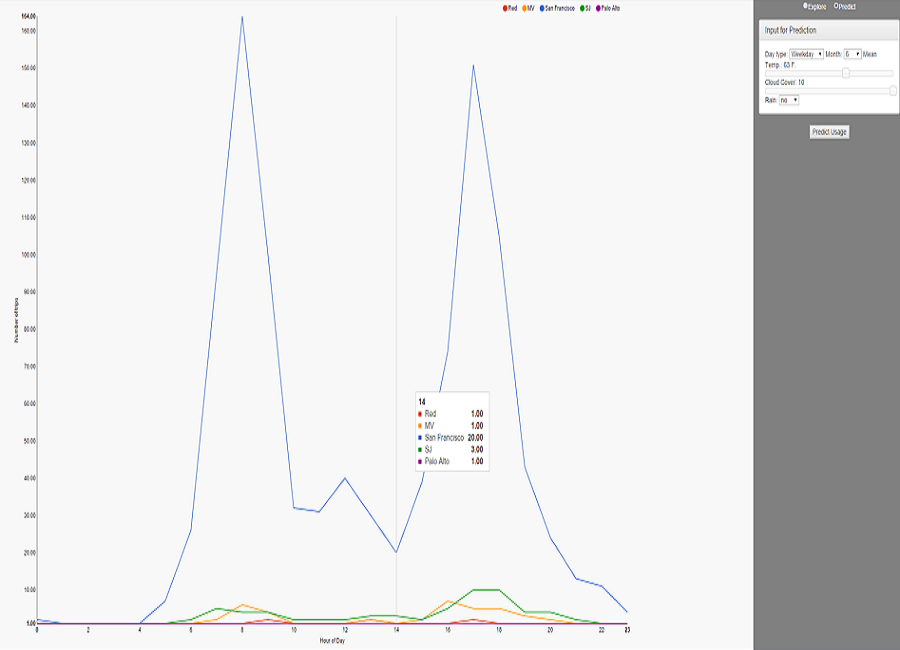 Red MV San Francisco SJ Palo Alto
Explore Predict
Input for Prediction
Day type: Weekday Month: 6 Mean
Temp.: 63 F.
Cloud Cover: 10
Rain: no
Predict Usage
164.00
160.00
150.00
140.00
130.00
120.00
110.00
100.00
90.00
80.00
70.00
60.00
50.00
40.00
30.00
20.00
10.00
1.00
Number of trips
14
Red 1.00
MV 1.00
San Francisco 20.00
SJ 3.00
Palo Alto 1.00
0 2 4 6 8 10 12 14 16 18 20 22 23
Hour of Day